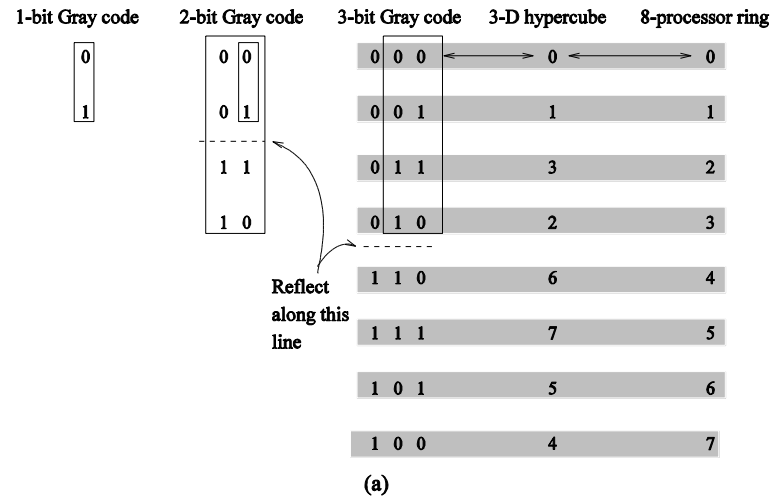 1-bit Gray code 2-bit Gray code 3-bit Gray code 3-D hypercube 8-processor ring
0 0 0 0 0 0 0 0
1 0 1 0 0 1 1 1
1 1 0 1 1 3 2
1 0 0 1 0 2 3
Reflect
along this
line
1 1 0 6 4
1 1 1 7 5
1 0 1 5 6
1 0 0 4 7
(a)